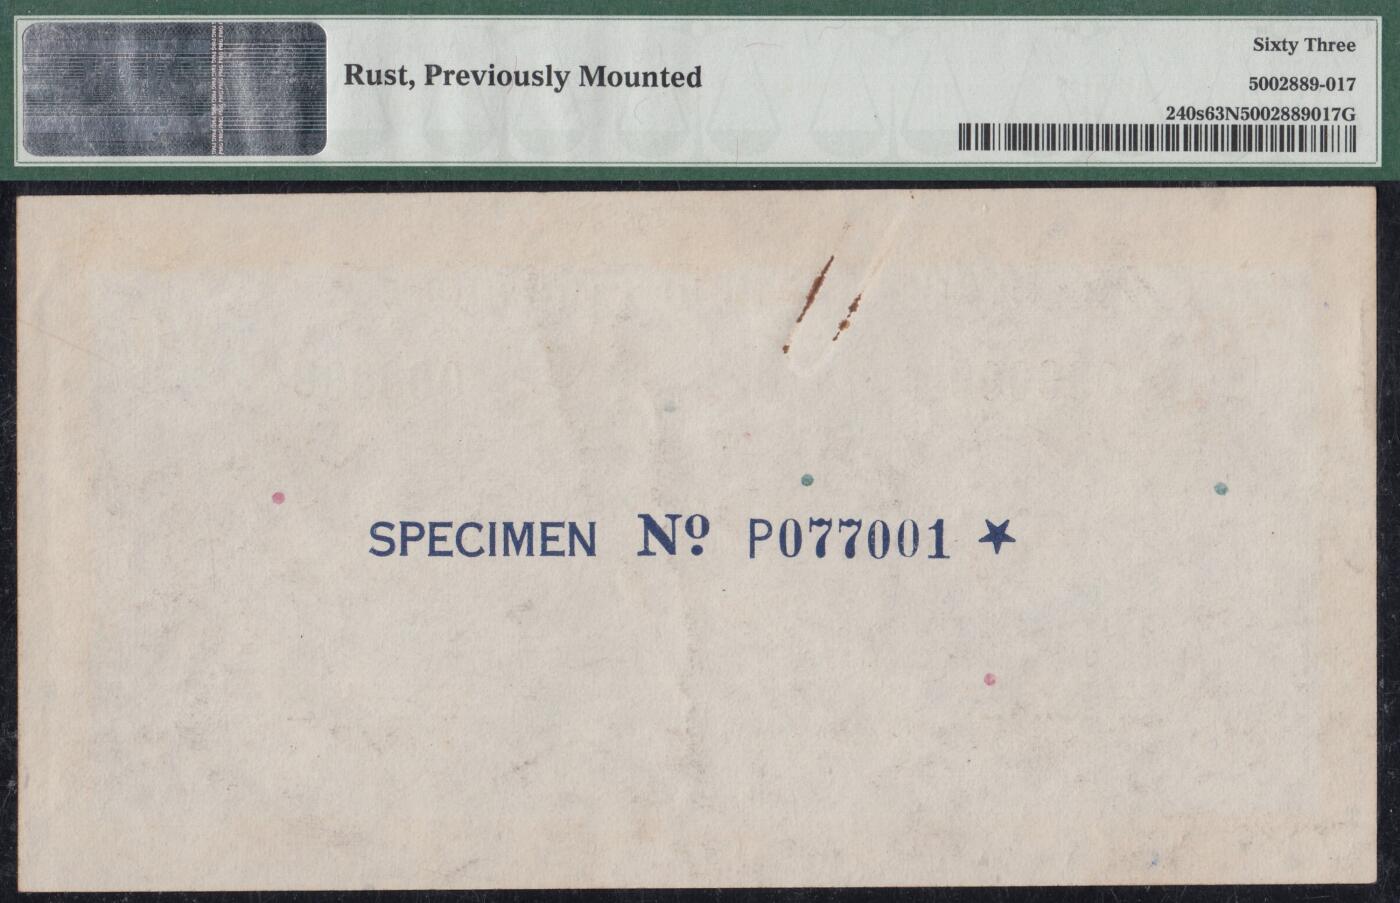 Rust, Previously Mounted
Sixty Three
5002889-017
240s63N5002889017G
SPECIMEN Nº P077001 ★